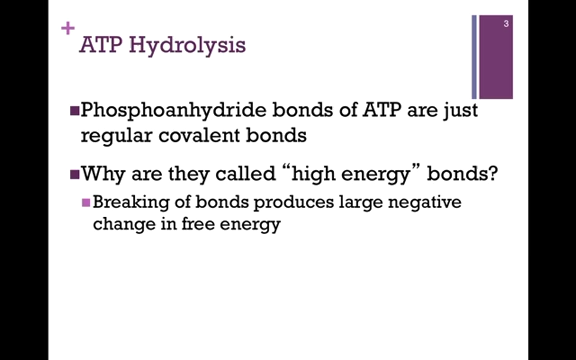 3
+
ATP Hydrolysis
■Phosphoanhydride bonds of ATP are just
regular covalent bonds
■Why are they called “high energy” bonds?
■Breaking of bonds produces large negative
change in free energy